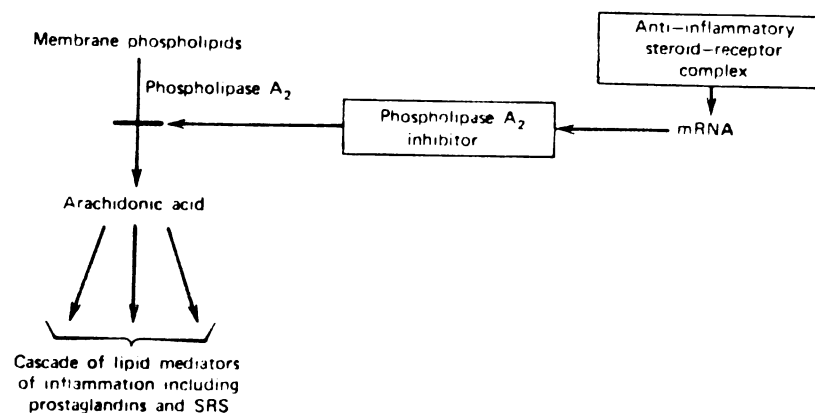 Membrane phospholipids
Phospholipase A2
Arachidonic acid
Cascade of lipid mediators
of inflammation including
prostaglandins and SRS
Phospholipase A2
inhibitor
mRNA
Anti-inflammatory
steroid-receptor
complex